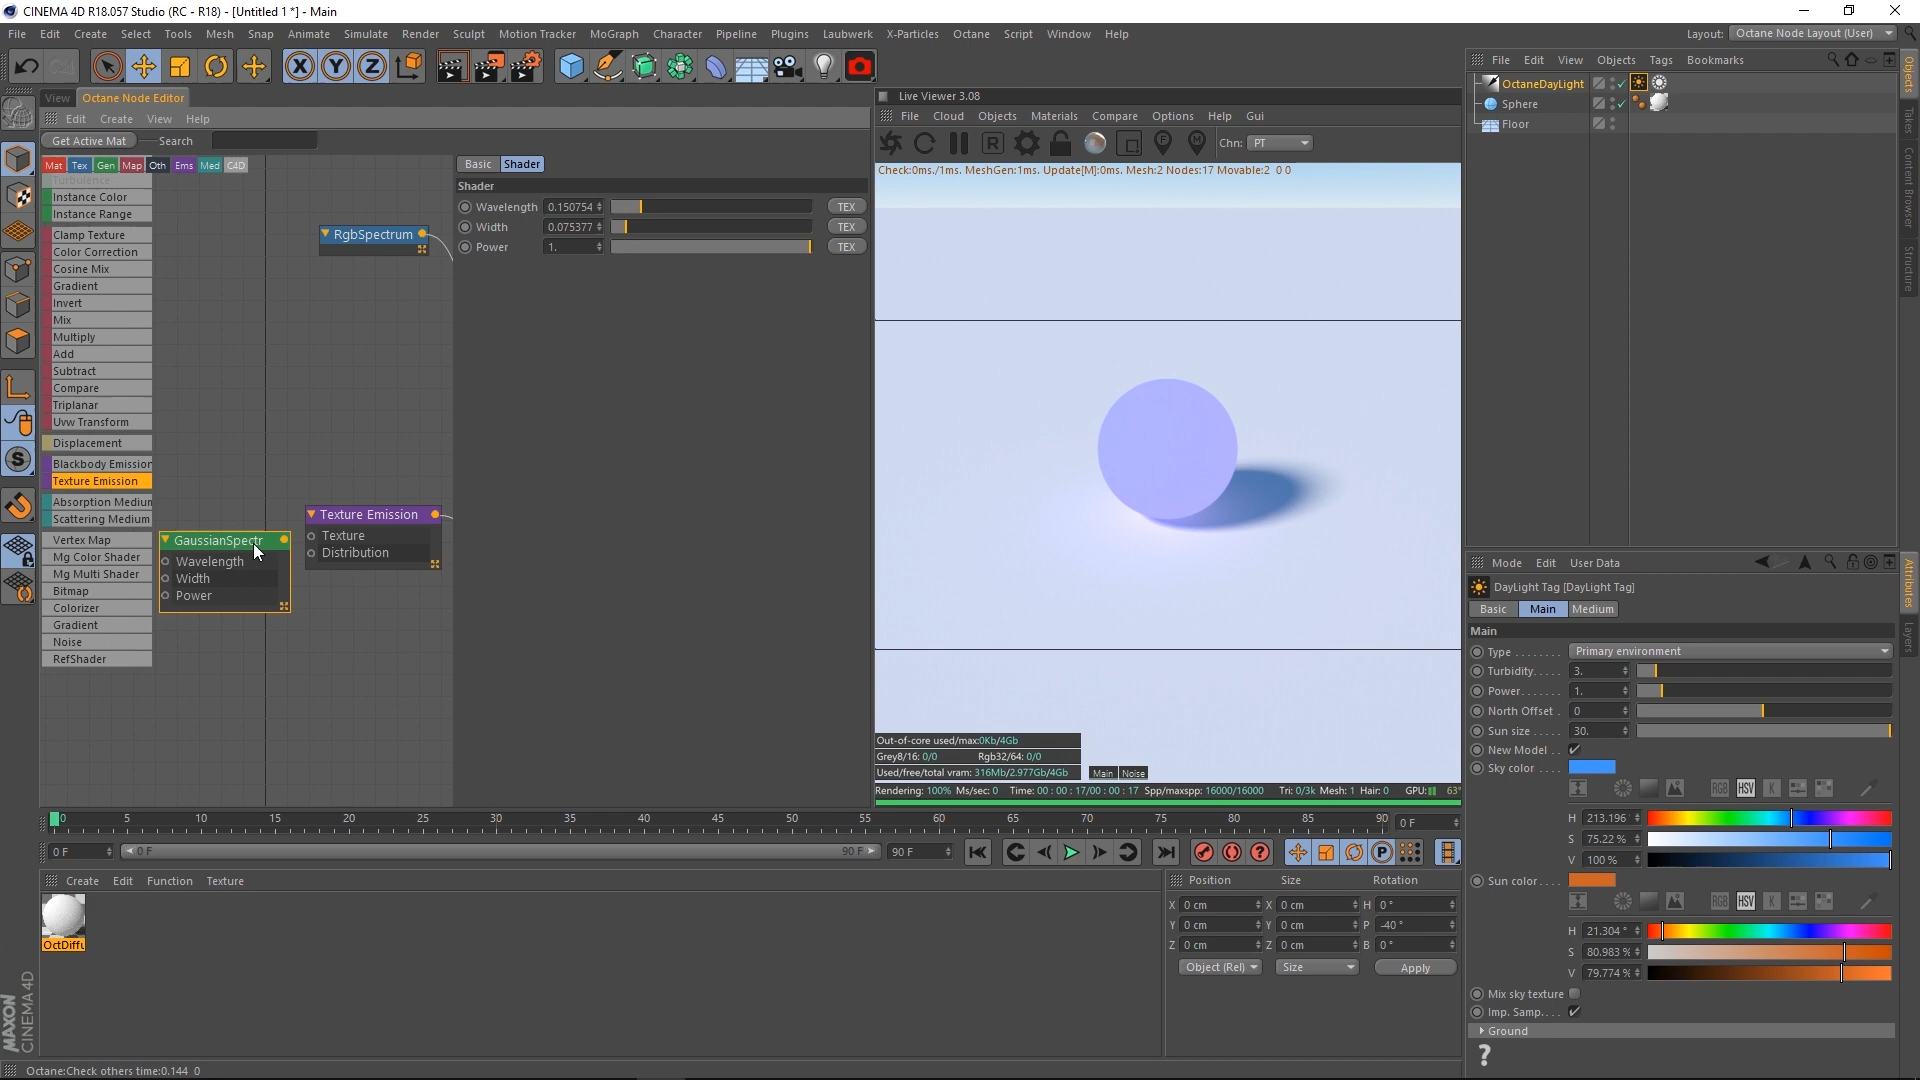 CINEMA 4D R18.057 Studio (RC - R18) - [Untitled 1 *] - Main
File Edit Create Select Tools Mesh Snap Animate Simulate Render Sculpt Motion Tracker MoGraph Character Pipeline Plugins Laubwerk X-Particles Octane Script Window Help Layout: Octane Node Layout (User)
View Octane Node Editor
Edit Create View Help
Get Active Mat Search
Mat Tex Gen Map Oth Ems Med C4D
Turbulence
Instance Color
Instance Range
Clamp Texture
Color Correction
Cosine Mix
Gradient
Invert
Mix
Multiply
Add
Subtract
Compare
Triplanar
Uvw Transform
Displacement
Blackbody Emission
Texture Emission
Absorption Medium
Scattering Medium
Vertex Map
Mg Color Shader
Mg Multi Shader
Bitmap
Colorizer
Gradient
Noise
RefShader
RgbSpectrum
GaussianSpectr
Wavelength
Width
Power
Texture Emission
Texture
Distribution
Basic Shader
Shader
Wavelength 0.150754 TEX
Width 0.075377 TEX
Power 1. TEX
Live Viewer 3.08
File Cloud Objects Materials Compare Options Help Gui
Chn: PT
Check:0ms./1ms. MeshGen:1ms. Update[M]:0ms. Mesh:2 Nodes:17 Movable:2 0 0
Out-of-core used/max:0Kb/4Gb
Grey8/16: 0/0 Rgb32/64: 0/0
Used/free/total vram: 316Mb/2.977Gb/4Gb Main Noise
Rendering: 100% Ms/sec: 0 Time: 00 : 00 : 17/00 : 00 : 17 Spp/maxspp: 16000/16000 Tri: 0/3k Mesh: 1 Hair: 0 GPU: 63°
File Edit View Objects Tags Bookmarks
OctaneDayLight
Sphere
Floor
Objects
Takes
Content Browser
Structure
Mode Edit User Data
DayLight Tag [DayLight Tag]
Basic Main Medium
Main
Type Primary environment
Turbidity 3.
Power 1.
North Offset 0
Sun size 30.
New Model
Sky color
RGB HSV K
H 213.196
S 75.22 %
V 100 %
Sun color
RGB HSV K
H 21.304 °
S 80.983 %
V 79.774 %
Mix sky texture
Imp. Samp.
Ground
?
Attributes
Layers
0 5 10 15 20 25 30 35 40 45 50 55 60 65 70 75 80 85 90 0 F
0 F 0 F 90 F 90 F
Create Edit Function Texture
OctDiffu
Position Size Rotation
X 0 cm X 0 cm H 0 °
Y 0 cm Y 0 cm P -40 °
Z 0 cm Z 0 cm B 0 °
Object (Rel) Size Apply
MAXON
CINEMA 4D
Octane:Check others time:0.144 0